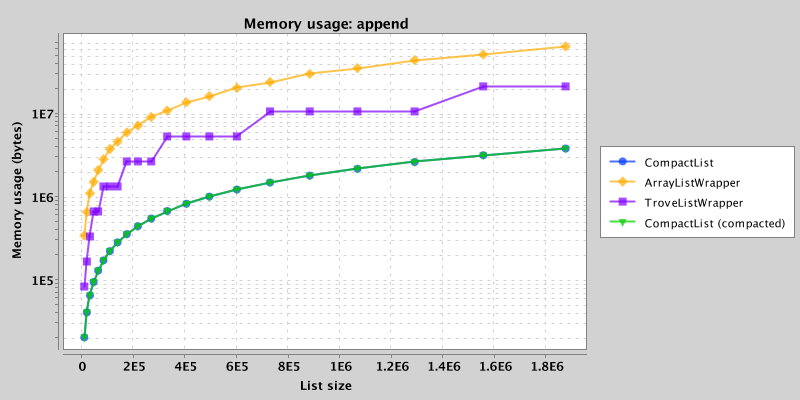 Memory usage: append
Memory usage (bytes)
1E7
1E6
1E5
0 2E5 4E5 6E5 8E5 1E6 1.2E6 1.4E6 1.6E6 1.8E6
List size
CompactList
ArrayListWrapper
TroveListWrapper
CompactList (compacted)